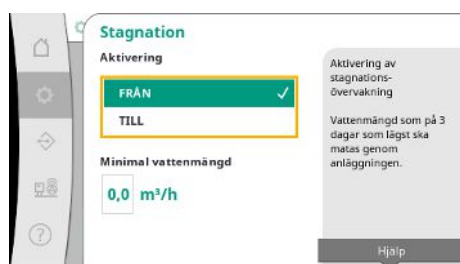 Stagnation
Aktivering
FRÅN
TILL
Minimal vattenmängd
0,0 m³/h
Aktivering av
stagnations-
övervakning
Vattenmängd som på 3
dagar som lägst ska
matas genom
anläggningen.
Hjälp